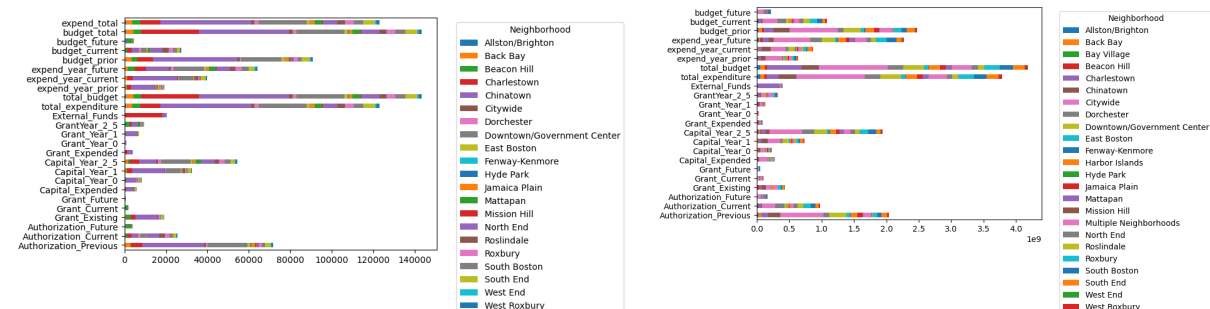 expend_total
budget_total
budget_future
budget_current
budget_prior
expend_year_future
expend_year_current
expend_year_prior
total_budget
total_expenditure
External_Funds
GrantYear_2_5
Grant_Year_1
Grant_Year_0
Grant_Expended
Capital_Year_2_5
Capital_Year_1
Capital_Year_0
Capital_Expended
Grant_Future
Grant_Current
Grant_Existing
Authorization_Future
Authorization_Current
Authorization_Previous
0 20000 40000 60000 80000 100000 120000 140000
Neighborhood
Allston/Brighton
Back Bay
Beacon Hill
Charlestown
Chinatown
Citywide
Dorchester
Downtown/Government Center
East Boston
Fenway-Kenmore
Hyde Park
Jamaica Plain
Mattapan
Mission Hill
North End
Roslindale
Roxbury
South Boston
South End
West End
West Roxbury
budget_future
budget_current
budget_prior
expend_year_future
expend_year_current
expend_year_prior
total_budget
total_expenditure
External_Funds
GrantYear_2_5
Grant_Year_1
Grant_Year_0
Grant_Expended
Capital_Year_2_5
Capital_Year_1
Capital_Year_0
Capital_Expended
Grant_Future
Grant_Current
Grant_Existing
Authorization_Future
Authorization_Current
Authorization_Previous
0.0 0.5 1.0 1.5 2.0 2.5 3.0 3.5 4.0
1e9
Neighborhood
Allston/Brighton
Back Bay
Bay Village
Beacon Hill
Charlestown
Chinatown
Citywide
Dorchester
Downtown/Government Center
East Boston
Fenway-Kenmore
Harbor Islands
Hyde Park
Jamaica Plain
Mattapan
Mission Hill
Multiple Neighborhoods
North End
Roslindale
Roxbury
South Boston
South End
West End
West Roxbury